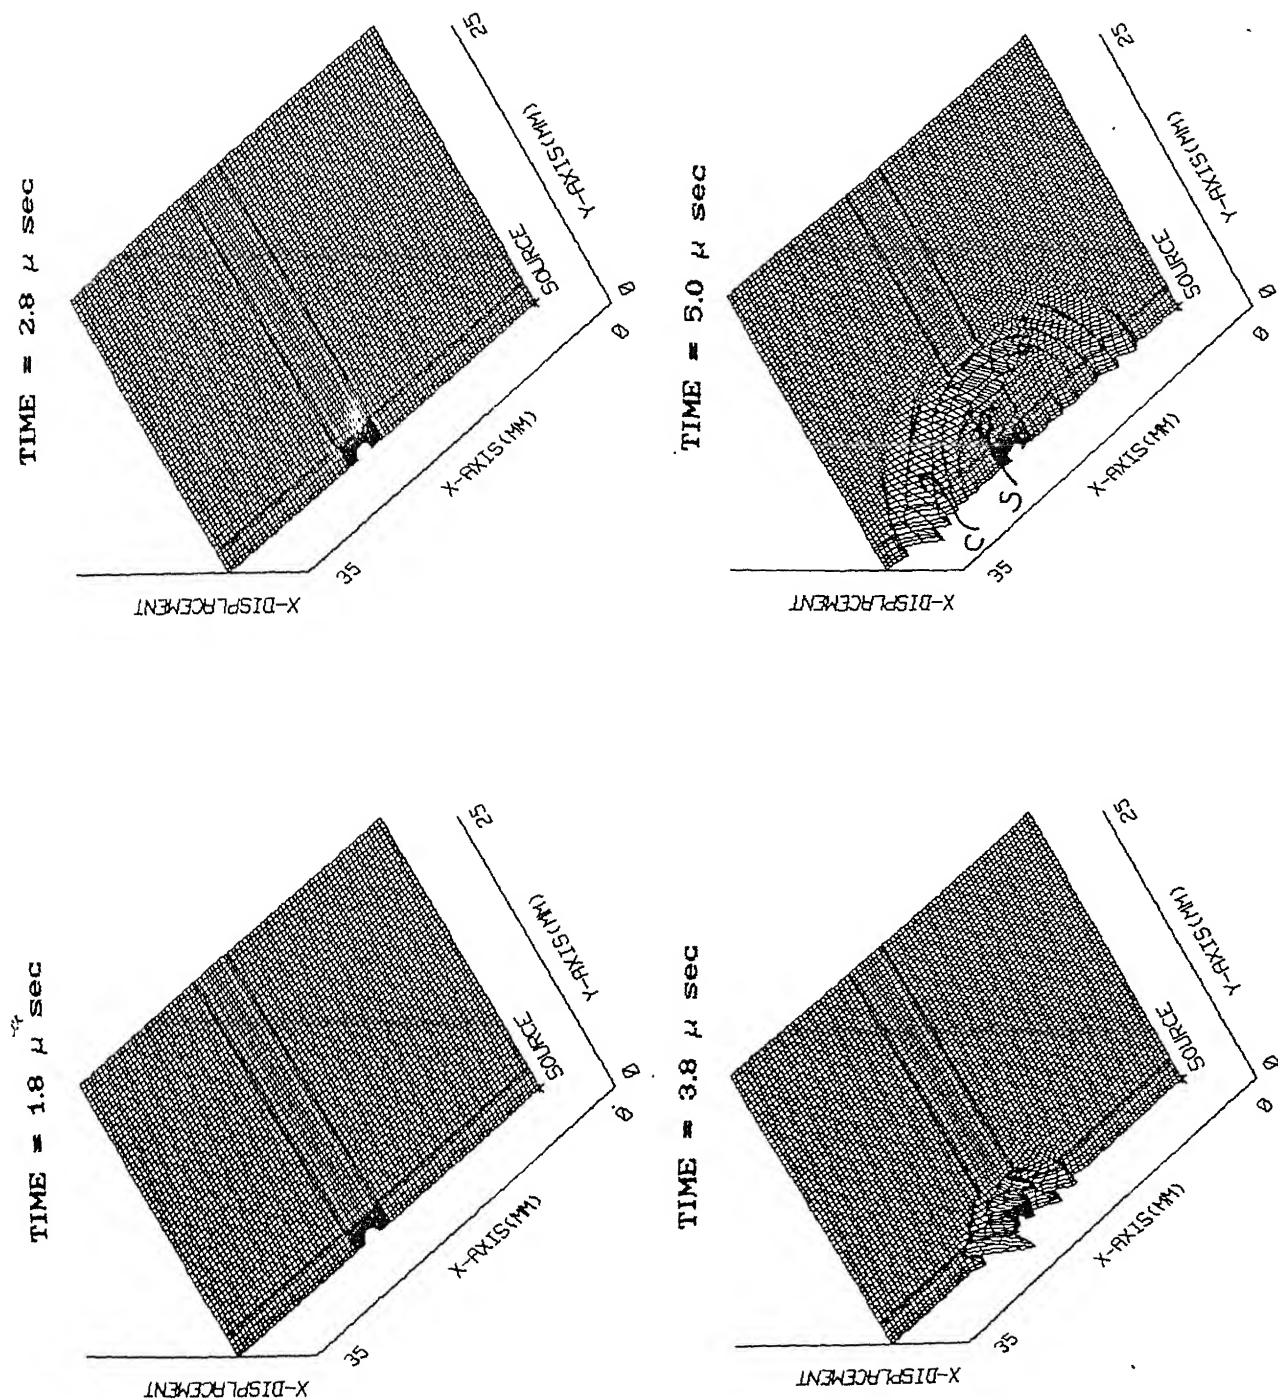 TIME = 1.8 μ sec
X-DISPLACEMENT
35
X-AXIS(MM)
0
0
SOURCE
Y-AXIS(MM)
25
TIME = 2.8 μ sec
X-DISPLACEMENT
35
X-AXIS(MM)
0
0
SOURCE
Y-AXIS(MM)
25
TIME = 3.8 μ sec
X-DISPLACEMENT
35
X-AXIS(MM)
0
0
SOURCE
Y-AXIS(MM)
25
TIME = 5.0 μ sec
C
S
X-DISPLACEMENT
35
X-AXIS(MM)
0
0
SOURCE
Y-AXIS(MM)
25